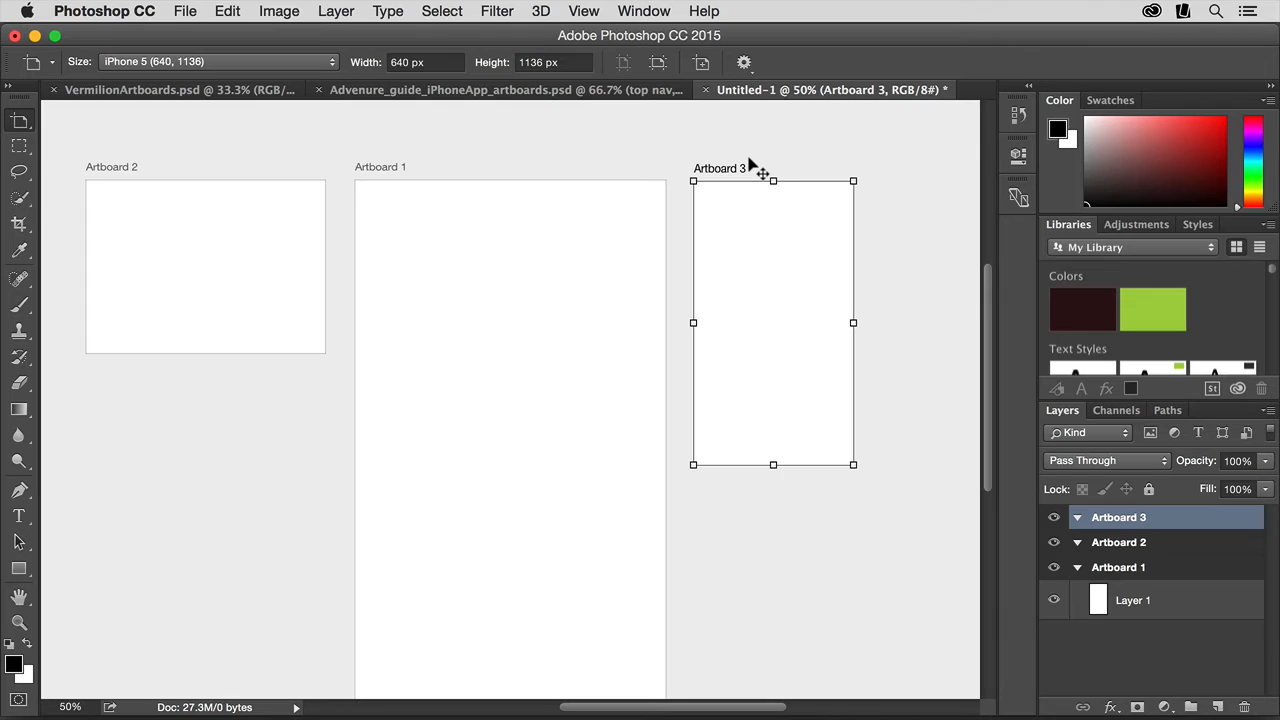 Photoshop CC File Edit Image Layer Type Select Filter 3D View Window Help
Adobe Photoshop CC 2015
Size: iPhone 5 (640, 1136) Width: 640 px Height: 1136 px
VermilionArtboards.psd @ 33.3% (RGB/... Advenure_guide_iPhoneApp_artboards.psd @ 66.7% (top nav,... Untitled-1 @ 50% (Artboard 3, RGB/8#) *
Color Swatches
Artboard 2 Artboard 1 Artboard 3
Libraries Adjustments Styles
My Library
Colors
Text Styles
A fx St
Layers Channels Paths
Kind T
Pass Through Opacity: 100%
Lock: Fill: 100%
Artboard 3
Artboard 2
Artboard 1
Layer 1
T
50% Doc: 27.3M/0 bytes fx